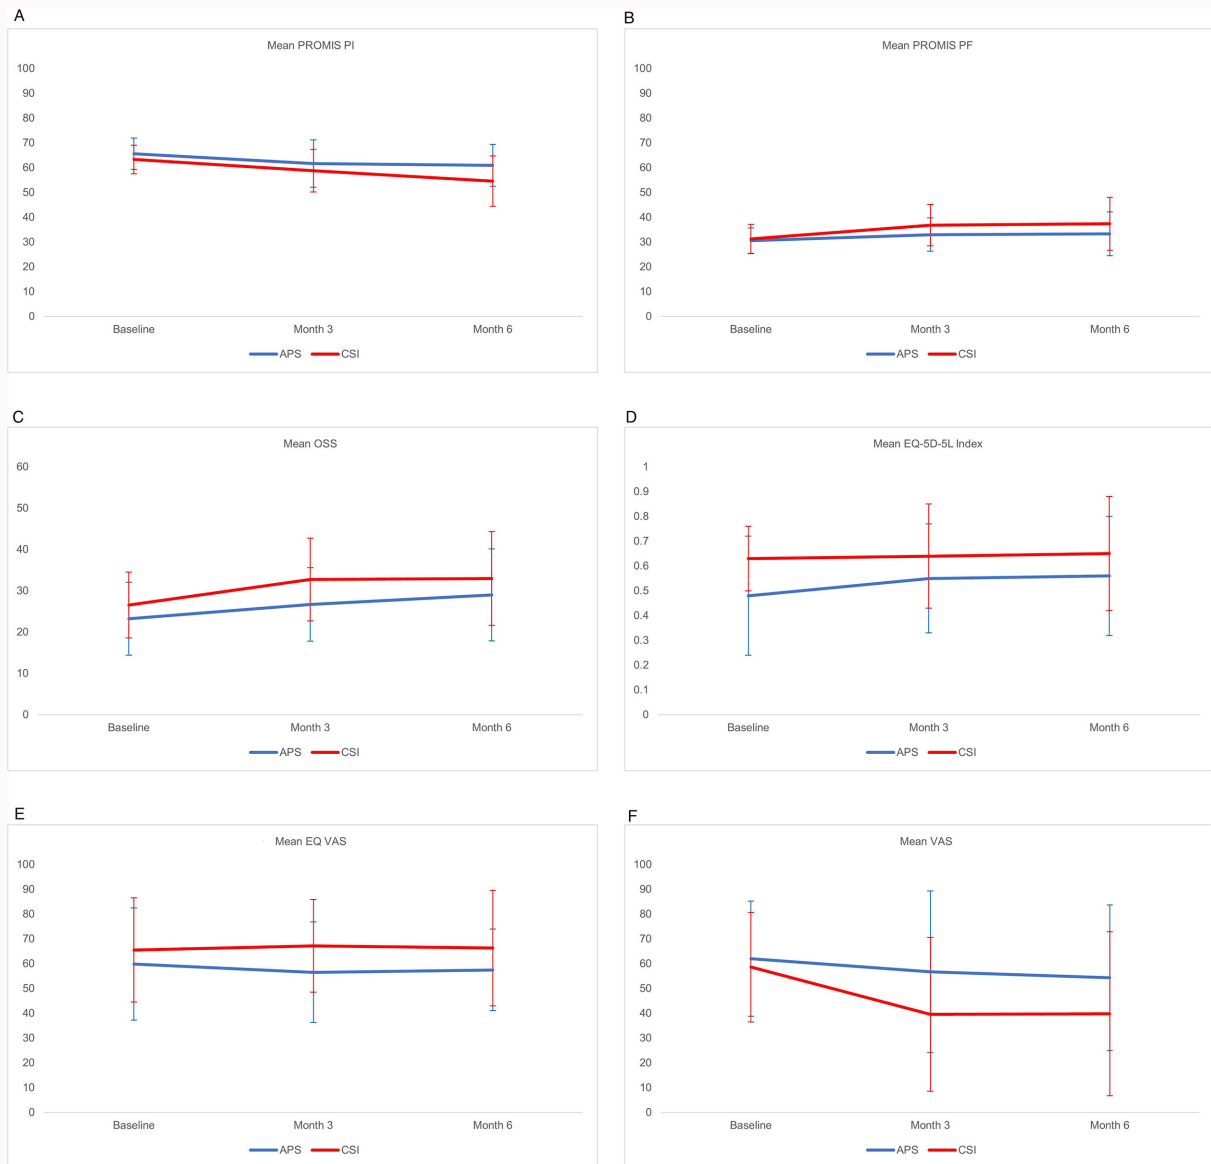 A
Mean PROMIS PI
100
90
80
70
60
50
40
30
20
10
0
Baseline Month 3 Month 6
APS CSI
B
Mean PROMIS PF
100
90
80
70
60
50
40
30
20
10
0
Baseline Month 3 Month 6
APS CSI
C
Mean OSS
60
50
40
30
20
10
0
Baseline Month 3 Month 6
APS CSI
D
Mean EQ-5D-5L Index
1
0.9
0.8
0.7
0.6
0.5
0.4
0.3
0.2
0.1
0
Baseline Month 3 Month 6
APS CSI
E
Mean EQ VAS
100
90
80
70
60
50
40
30
20
10
0
Baseline Month 3 Month 6
APS CSI
F
Mean VAS
100
90
80
70
60
50
40
30
20
10
0
Baseline Month 3 Month 6
APS CSI